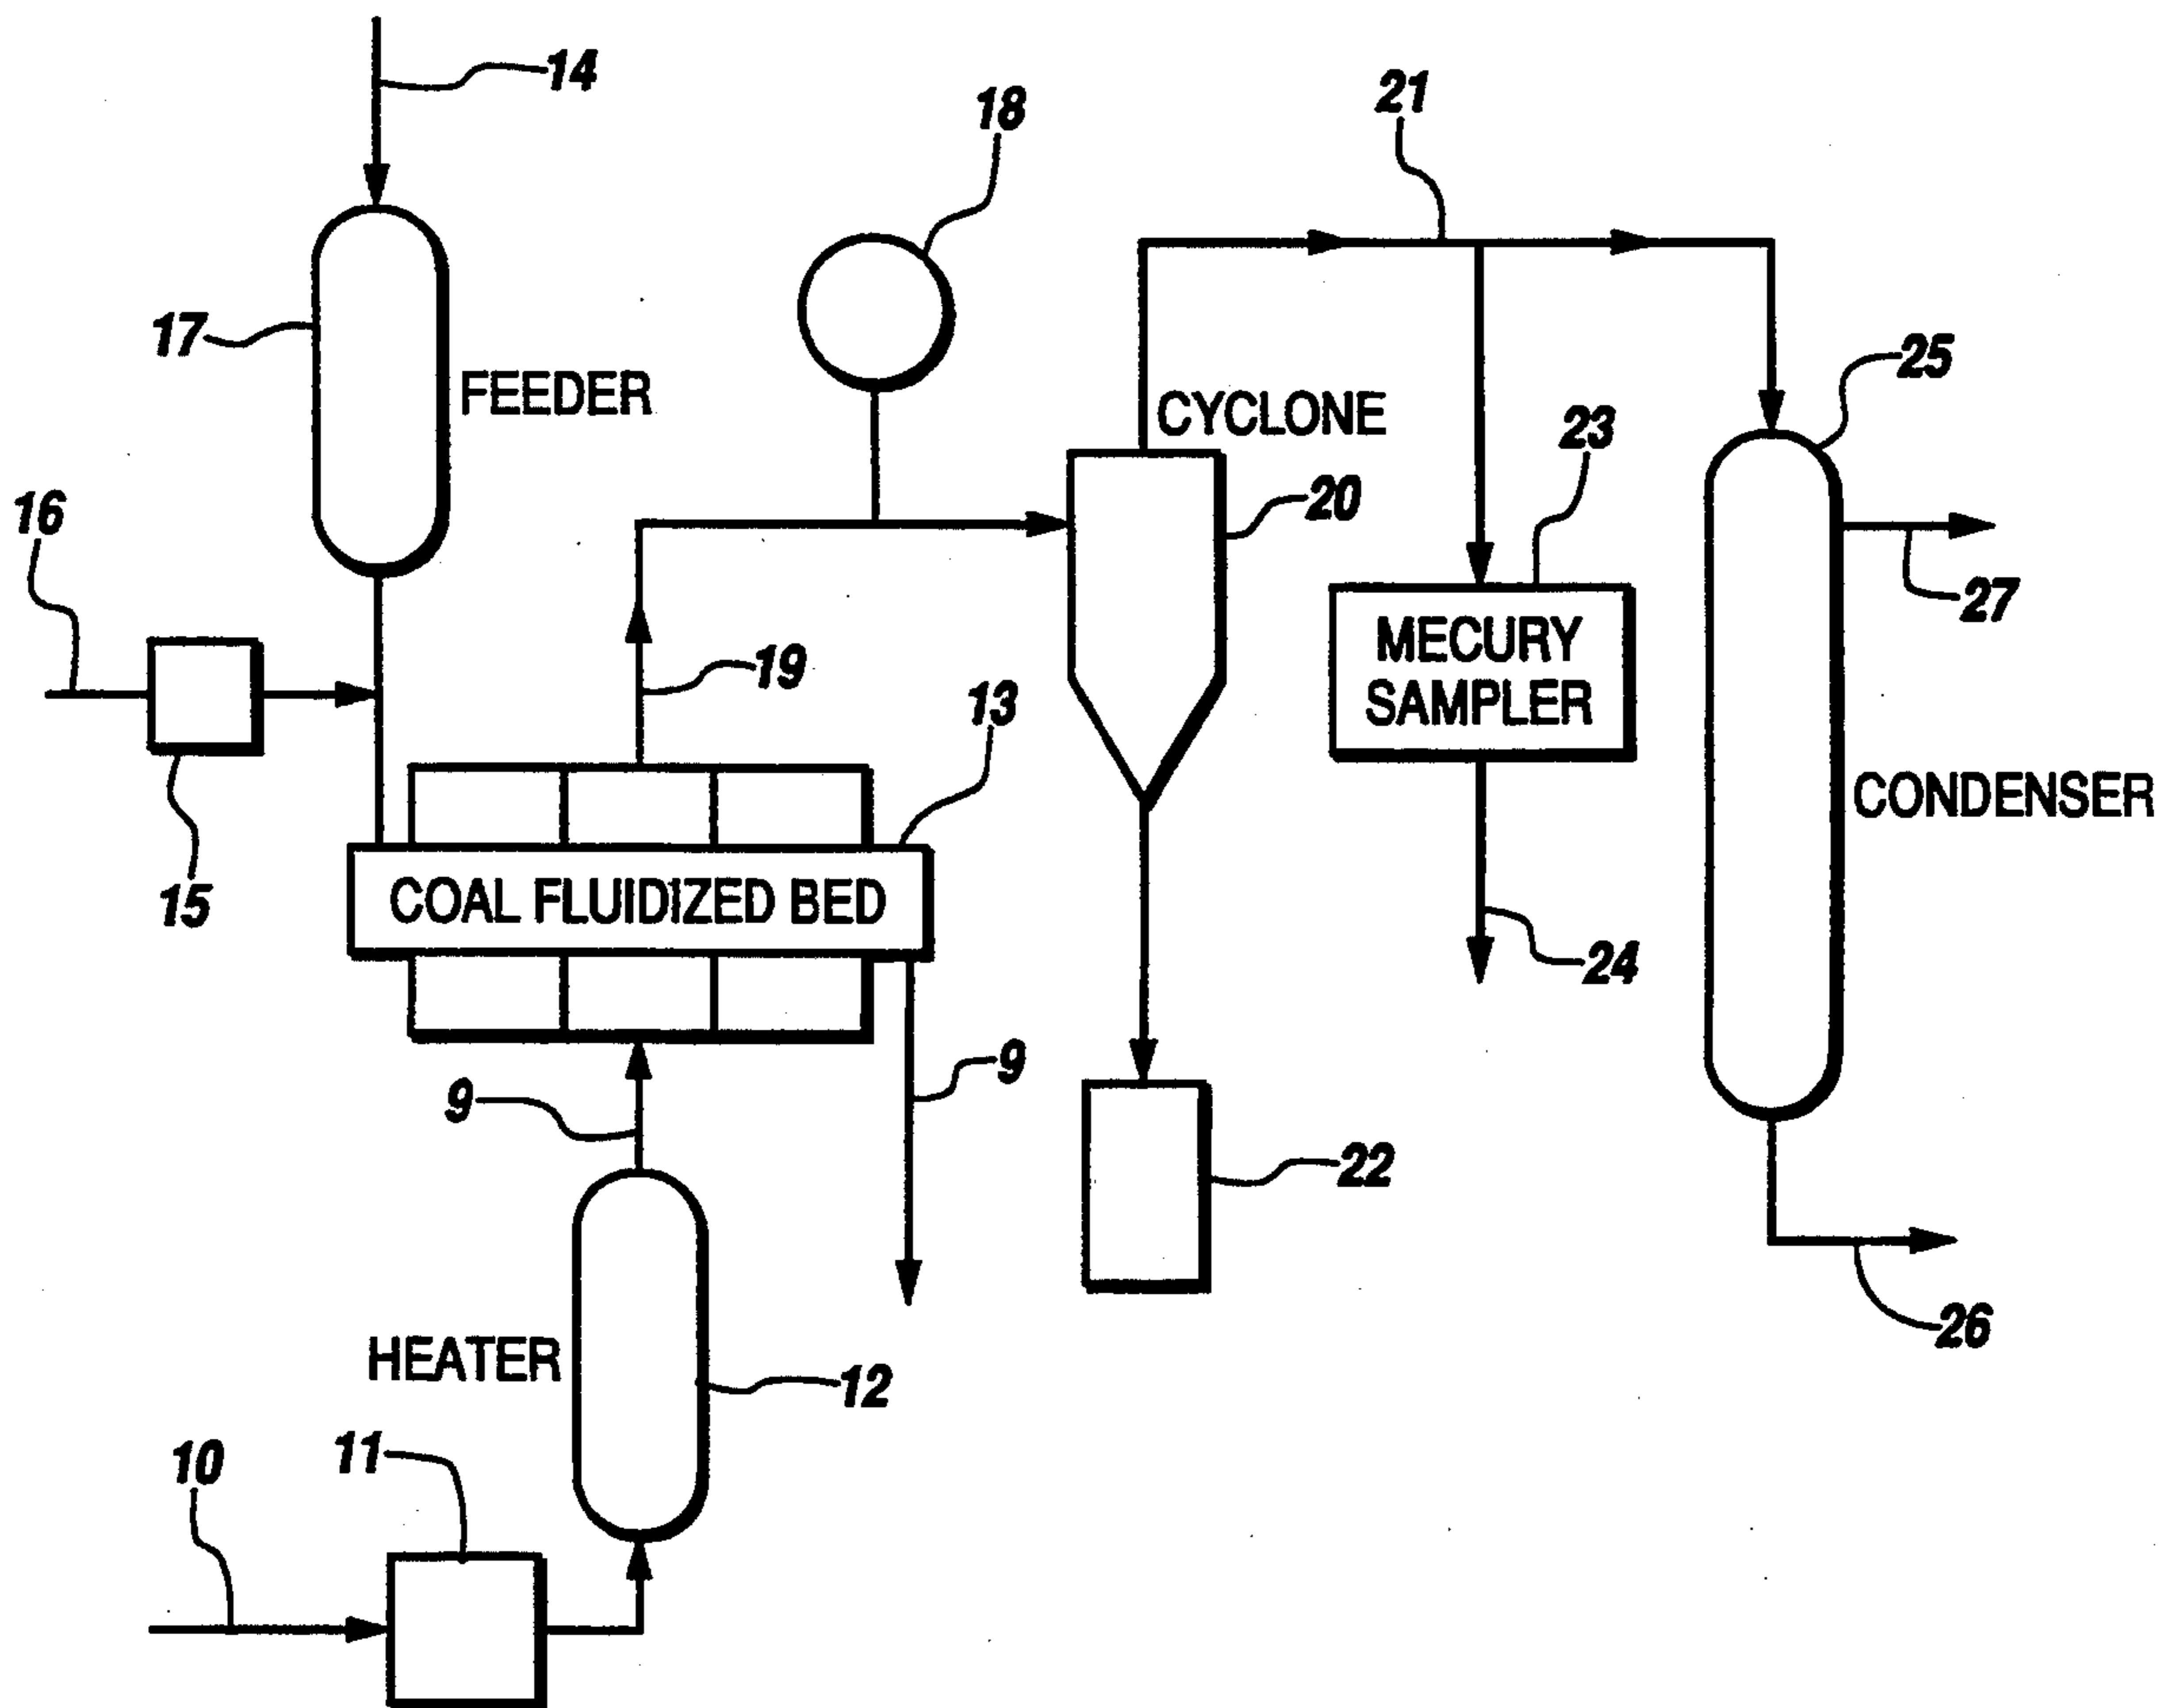 14
18
21
17
FEEDER
25
CYCLONE
23
16
20
27
MECURY
SAMPLER
19
13
CONDENSER
15
COAL FLUIDIZED BED
24
9
9
22
26
HEATER
12
10
11